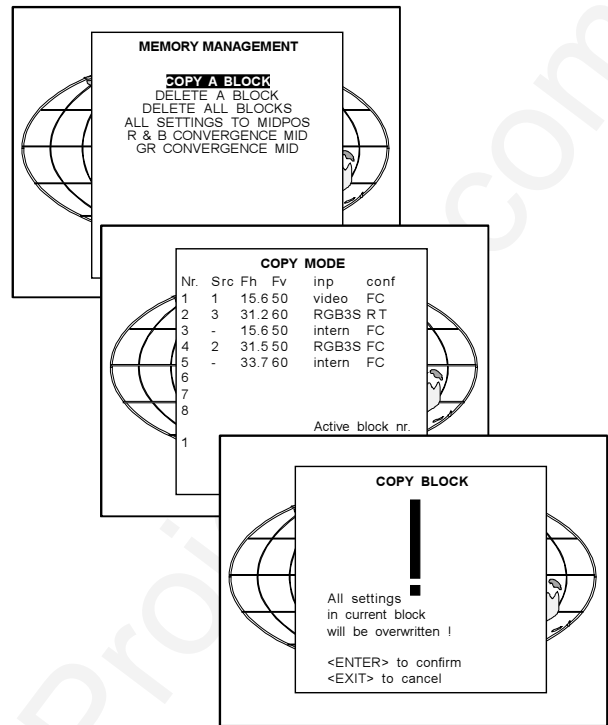 MEMORY MANAGEMENT
COPY A BLOCK
DELETE A BLOCK
DELETE ALL BLOCKS
ALL SETTINGS TO MIDPOS
R & B CONVERGENCE MID
GR CONVERGENCE MID
COPY MODE
Nr. Src Fh Fv inp conf
1 1 15.6 50 video FC
2 3 31.2 60 RGB3S R T
3 - 15.6 50 intern FC
4 2 31.5 50 RGB3S FC
5 - 33.7 60 intern FC
6
7
8
Active block nr.
1
COPY BLOCK
!
All settings
in current block
will be overwritten !
<ENTER> to confirm
<EXIT> to cancel